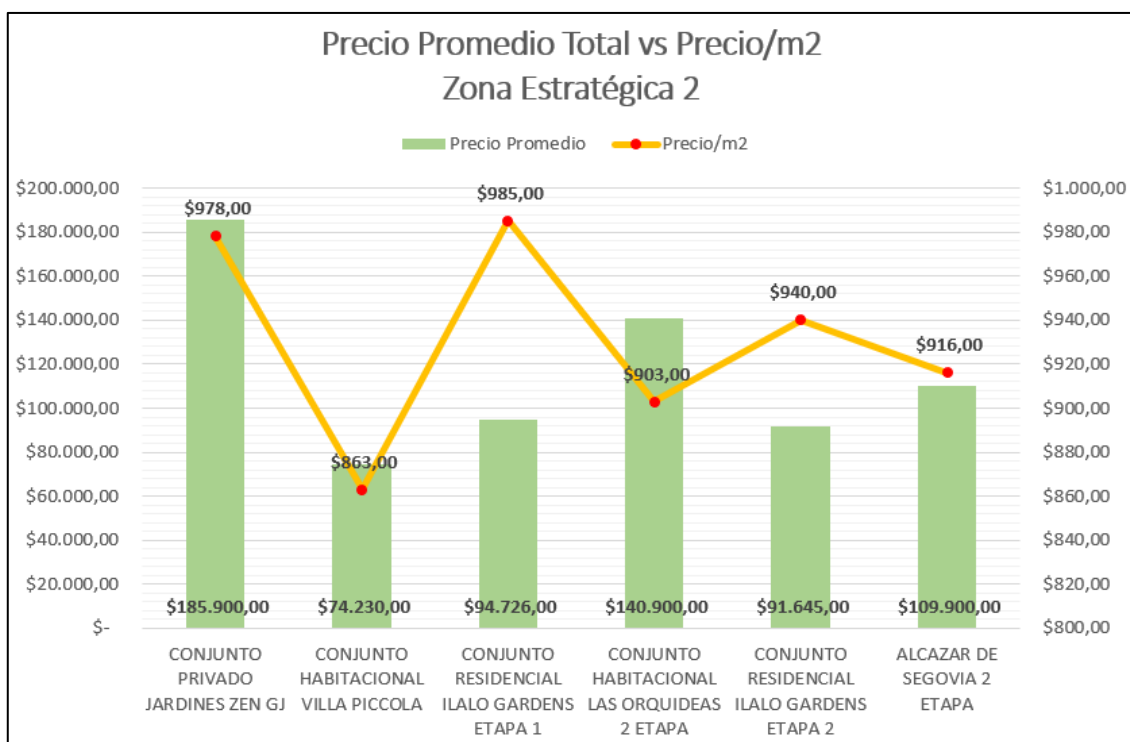 Precio Promedio Total vs Precio/m2
Zona Estratégica 2
Precio Promedio
Precio/m2
$200.000,00
$180.000,00
$160.000,00
$140.000,00
$120.000,00
$100.000,00
$80.000,00
$60.000,00
$40.000,00
$20.000,00
$-
$978,00
$863,00
$985,00
$903,00
$940,00
$916,00
$185.900,00
$74.230,00
$94.726,00
$140.900,00
$91.645,00
$109.900,00
$1.000,00
$980,00
$960,00
$940,00
$920,00
$900,00
$880,00
$860,00
$840,00
$820,00
$800,00
CONJUNTO
PRIVADO
JARDINES ZEN GJ
CONJUNTO
HABITACIONAL
VILLA PICCOLA
CONJUNTO
RESIDENCIAL
ILALO GARDENS
ETAPA 1
CONJUNTO
HABITACIONAL
LAS ORQUIDEAS
2 ETAPA
CONJUNTO
RESIDENCIAL
ILALO GARDENS
ETAPA 2
ALCAZAR DE
SEGOVIA 2
ETAPA